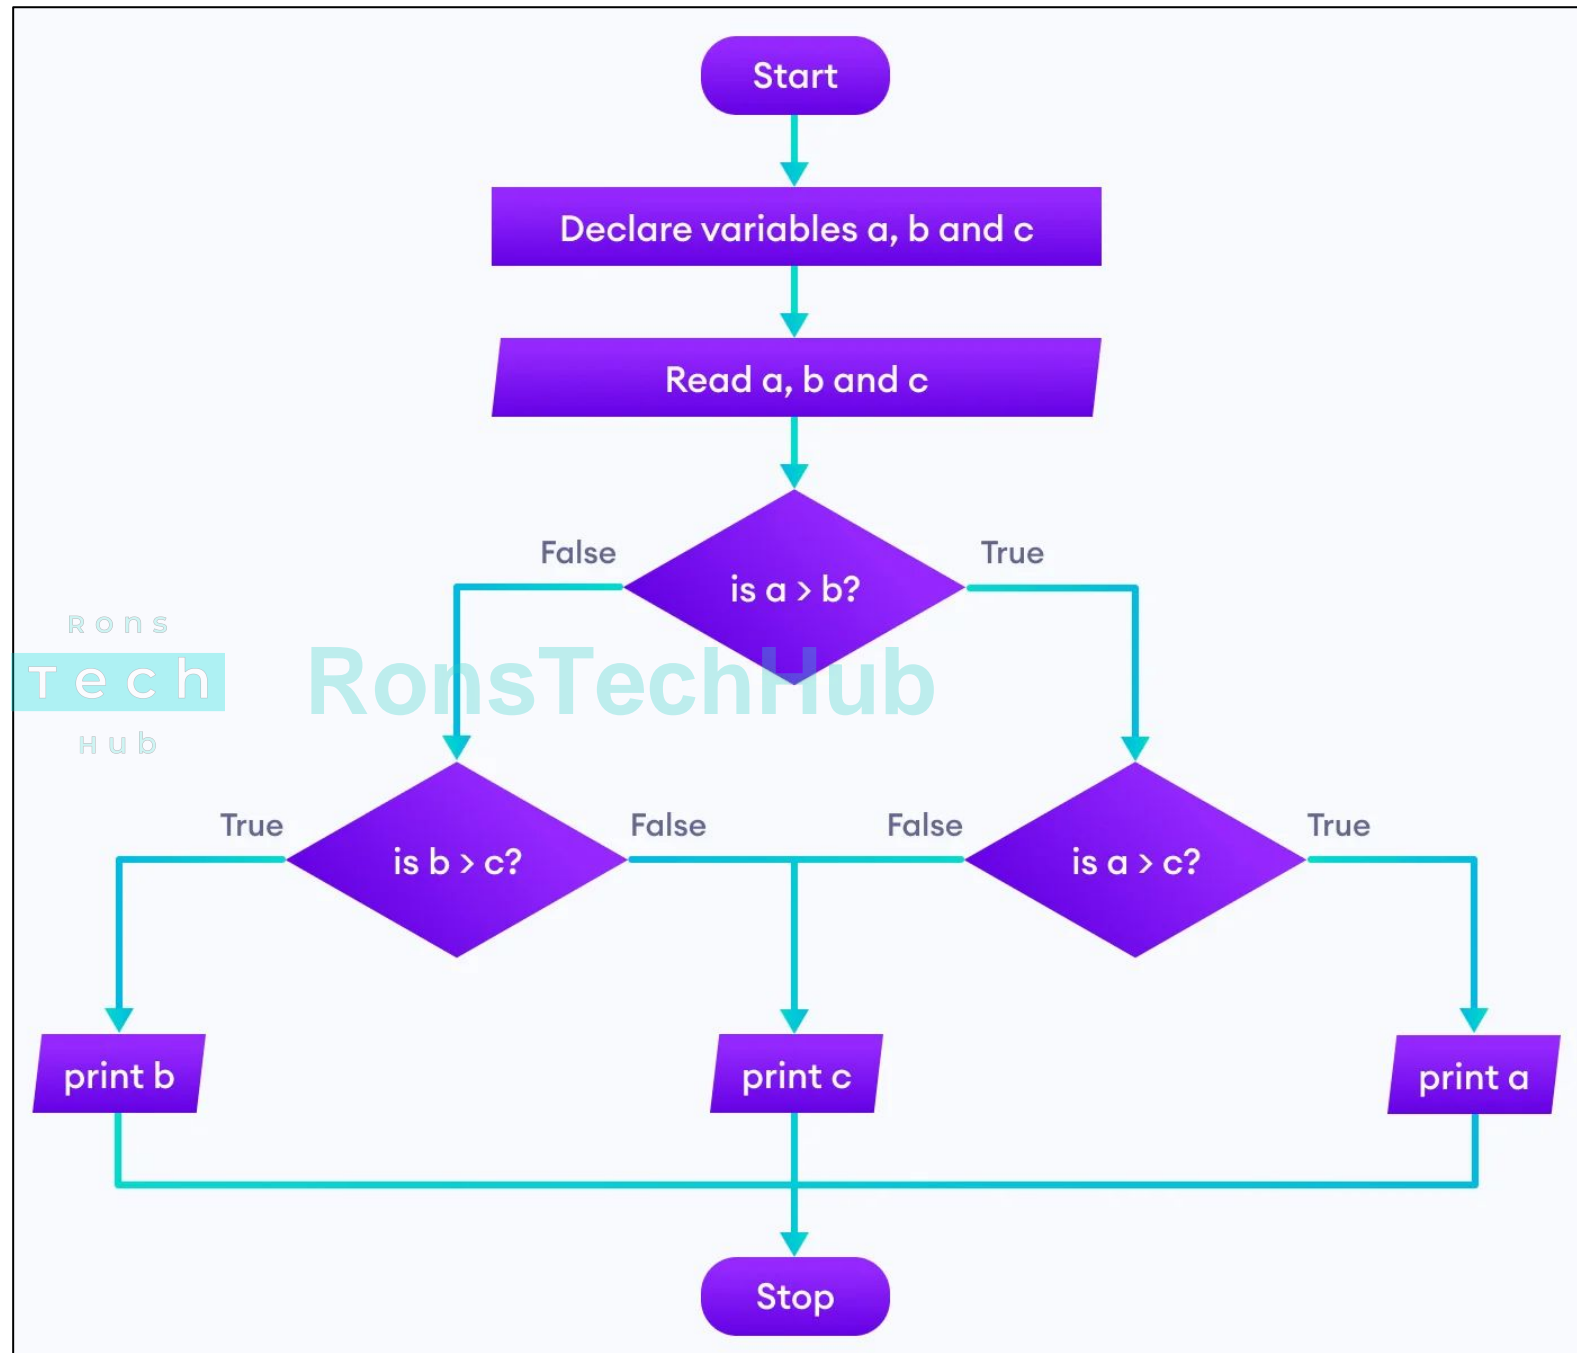 Start
Declare variables a, b and c
Read a, b and c
False
True
is a > b?
Rons
Tech
Hub
RonsTechHub
True
False
False
True
is b > c?
is a > c?
print b
print c
print a
Stop